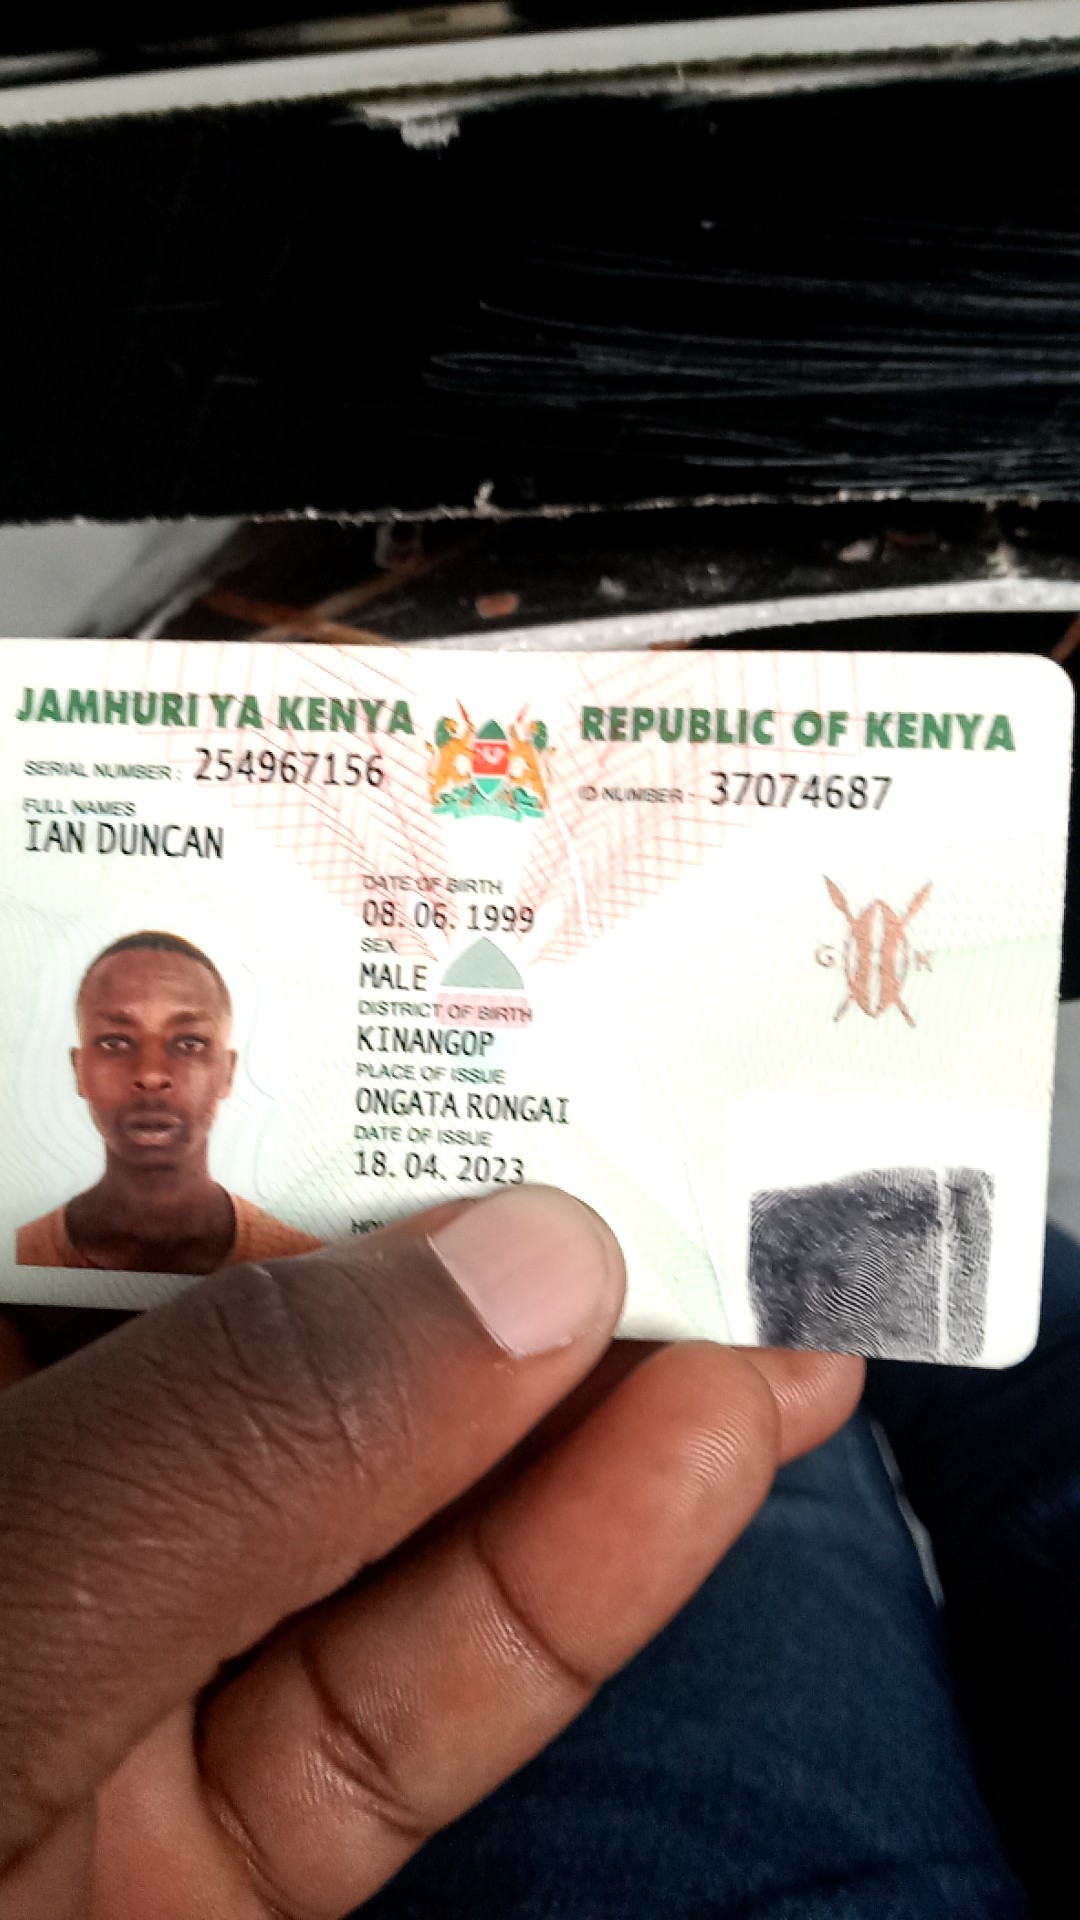 JAMHURI YA KENYA
REPUBLIC OF KENYA
SERIAL NUMBER: 254967156
ID NUMBER: 37074687
FULL NAMES
IAN DUNCAN
DATE OF BIRTH
08. 06. 1999
SEX
MALE
DISTRICT OF BIRTH
KINANGOP
PLACE OF ISSUE
ONGATA RONGAI
DATE OF ISSUE
18. 04. 2023
G K